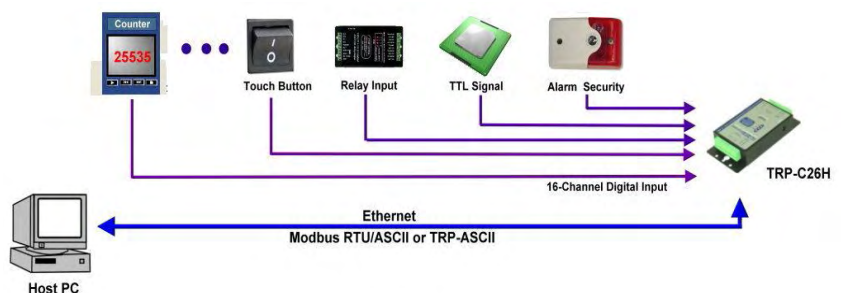 Counter
25535
Touch Button
Relay Input
TTL Signal
Alarm Security
TRP-C26H
16-Channel Digital Input
Ethernet
Modbus RTU/ASCII or TRP-ASCII
Host PC